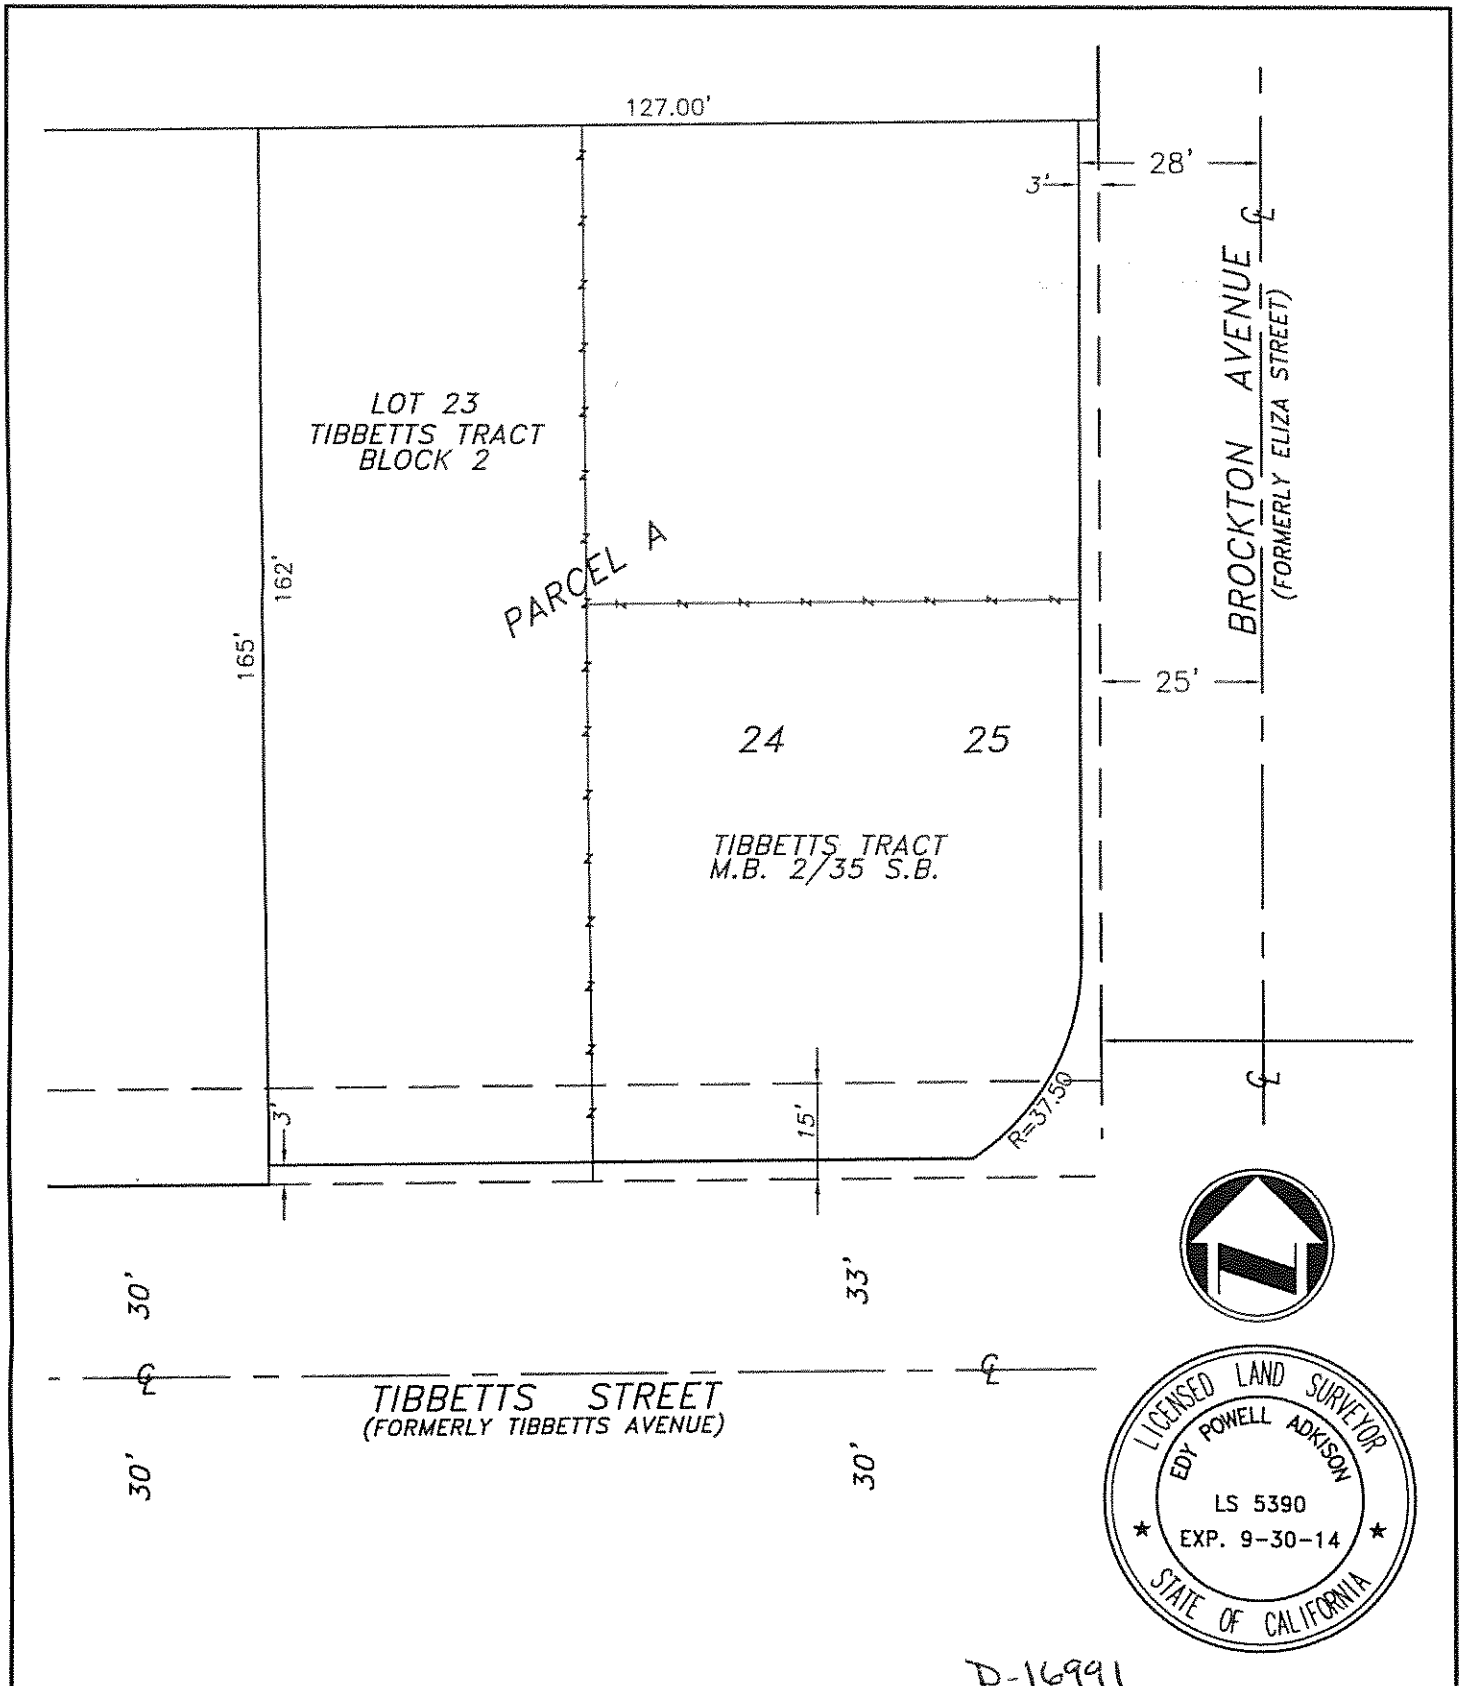 127.00'
28'
3'
BROCKTON AVENUE ℄
(FORMERLY ELIZA STREET)
LOT 23
TIBBETTS TRACT
BLOCK 2
PARCEL A
162'
165'
25'
24 25
TIBBETTS TRACT
M.B. 2/35 S.B.
℄
3'
15'
R=37.50
30'
33'
℄ ℄
TIBBETTS STREET
(FORMERLY TIBBETTS AVENUE)
30'
30'
N
LICENSED LAND SURVEYOR
EDY POWELL ADKISON
LS 5390
EXP. 9-30-14
STATE OF CALIFORNIA
D-16991